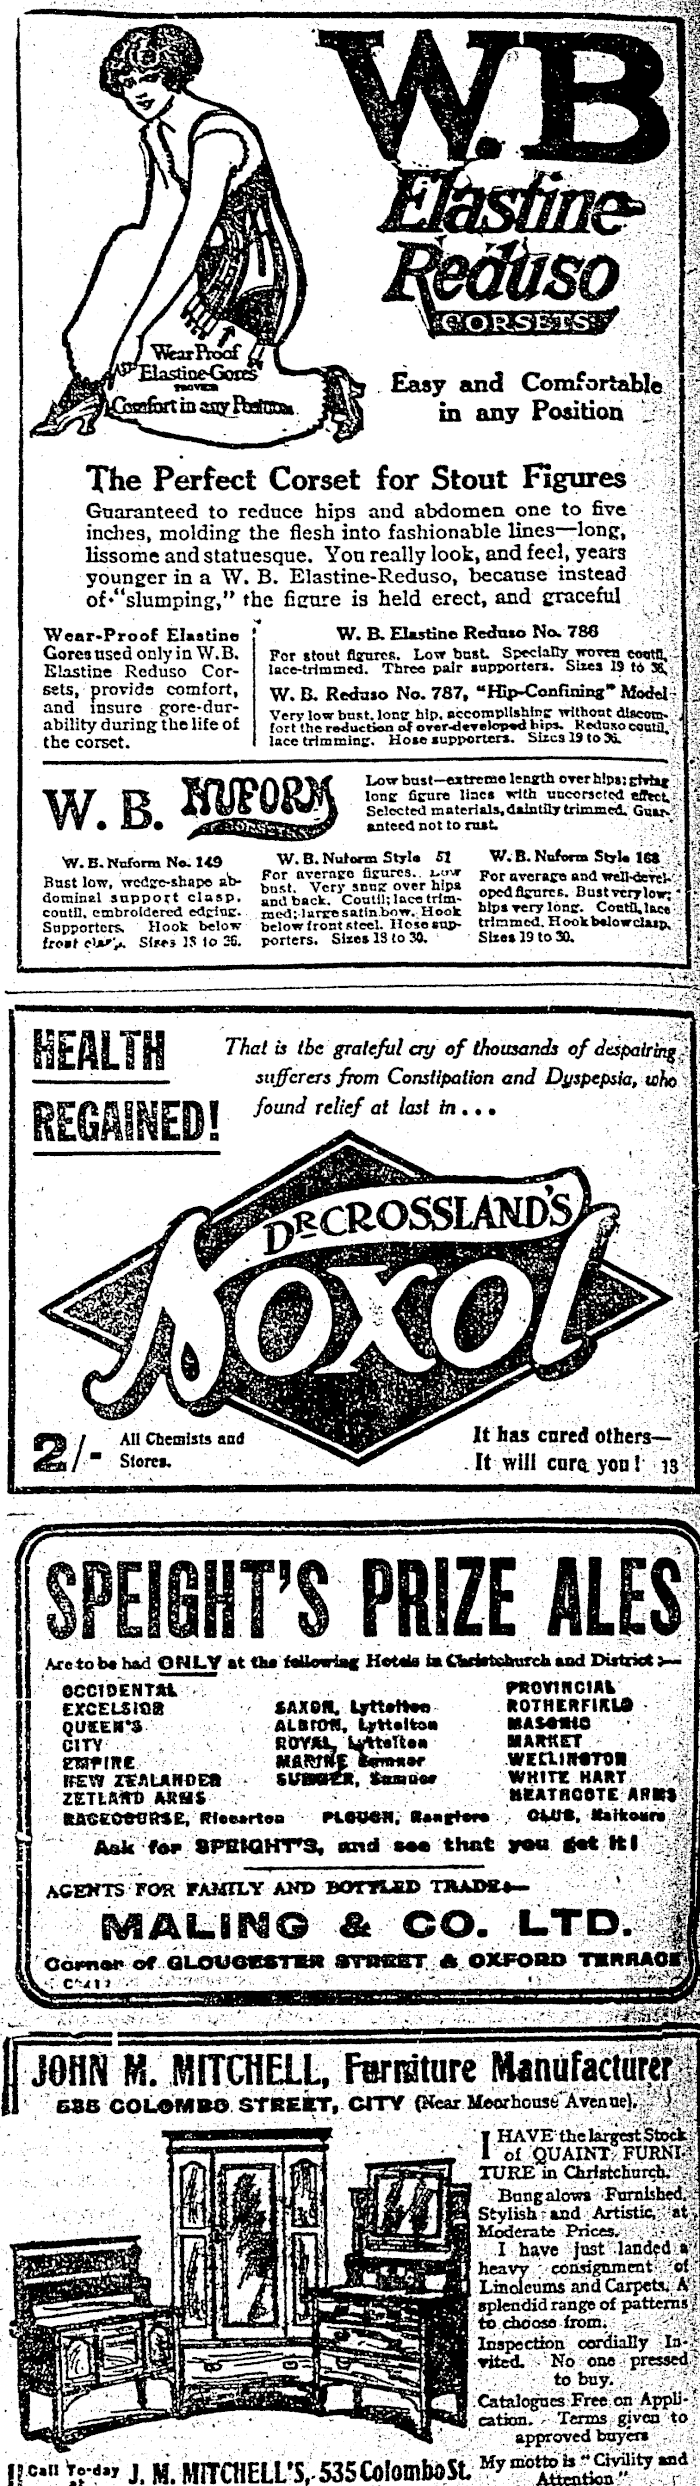 W.B
Elastine-
Reduso
CORSETS
Wear Proof
Elastine-Gores
PROVIDE
Comfort in any Position
Easy and Comfortable
in any Position
The Perfect Corset for Stout Figures
Guaranteed to reduce hips and abdomen one to five
inches, molding the flesh into fashionable lines—long,
lissome and statuesque. You really look, and feel, years
younger in a W. B. Elastine-Reduso, because instead
of "slumping," the figure is held erect, and graceful
Wear-Proof Elastine
Gores used only in W.B.
Elastine Reduso Cor-
sets, provide comfort,
and insure gore-dur-
ability during the life of
the corset.
W. B. Elastine Reduso No. 786
For stout figures. Low bust. Specially woven coutil,
lace-trimmed. Three pair supporters. Sizes 19 to 36.
W. B. Reduso No. 787, "Hip-Confining" Model
Very low bust, long hip, accomplishing without discom-
fort the reduction of over-developed hips. Reduso coutil,
lace trimming. Hose supporters. Sizes 19 to 36.
W. B. NUFORM
Low bust—extreme length over hips; giving
long figure lines with uncorseted effect.
Selected materials, daintily trimmed. Guar-
anteed not to rust.
W. B. Nuform No. 149
Bust low, wedge-shape ab-
dominal support clasp,
coutil, embroidered edging.
Supporters. Hook below
front clasp. Sizes 18 to 36.
W. B. Nuform Style 51
For average figures. Low
bust. Very snug over hips
and back. Coutil; lace trim-
med; large satin bow. Hook
below front steel. Hose sup-
porters. Sizes 18 to 30.
W. B. Nuform Style 168
For average and well-devel-
oped figures. Bust very low;
hips very long. Coutil, lace
trimmed. Hook below clasp.
Sizes 19 to 30.
HEALTH
REGAINED!
That is the grateful cry of thousands of despairing
sufferers from Constipation and Dyspepsia, who
found relief at last in...
DR CROSSLAND'S
NOXOL
2/- All Chemists and
Stores.
It has cured others—
It will cure you! 13
SPEIGHT'S PRIZE ALES
Are to be had ONLY at the following Hotels in Christchurch and District:—
OCCIDENTAL
EXCELSIOR
QUEEN'S
CITY
EMPIRE
NEW ZEALANDER
ZETLAND ARMS
SAXON, Lyttelton
ALBION, Lyttelton
ROYAL, Lyttelton
MARINE, Sumner
SUMNER, Sumner
PROVINCIAL
ROTHERFIELD
MASONIC
MARKET
WELLINGTON
WHITE HART
HEATHCOTE ARMS
RACECOURSE, Riccarton PLOUGH, Rangiora CLUB, Kaikoura
Ask for SPEIGHT'S, and see that you get it!
AGENTS FOR FAMILY AND BOTTLED TRADE:—
MALING & CO. LTD.
Corner of GLOUCESTER STREET & OXFORD TERRACE
JOHN M. MITCHELL, Furniture Manufacturer
535 COLOMBO STREET, CITY (Near Moorhouse Avenue).
I HAVE the largest Stock
of QUAINT FURNI-
TURE in Christchurch.
Bungalows Furnished,
Stylish and Artistic, at
Moderate Prices.
I have just landed a
heavy consignment of
Linoleums and Carpets. A
splendid range of patterns
to choose from.
Inspection cordially In-
vited. No one pressed
to buy.
Catalogues Free on Appli-
cation. Terms given to
approved buyers
My motto is "Civility and
Attention"
Call To-day
at J. M. MITCHELL'S, 535 Colombo St.